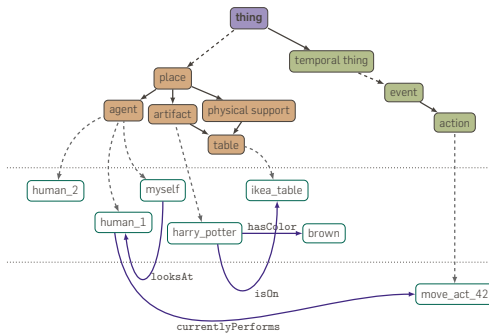 thing
temporal thing
place
event
agent
artifact
physical support
action
table
human_2
myself
ikea_table
human_1
harry_potter
hasColor
brown
looksAt
isOn
move_act_42
currentlyPerforms